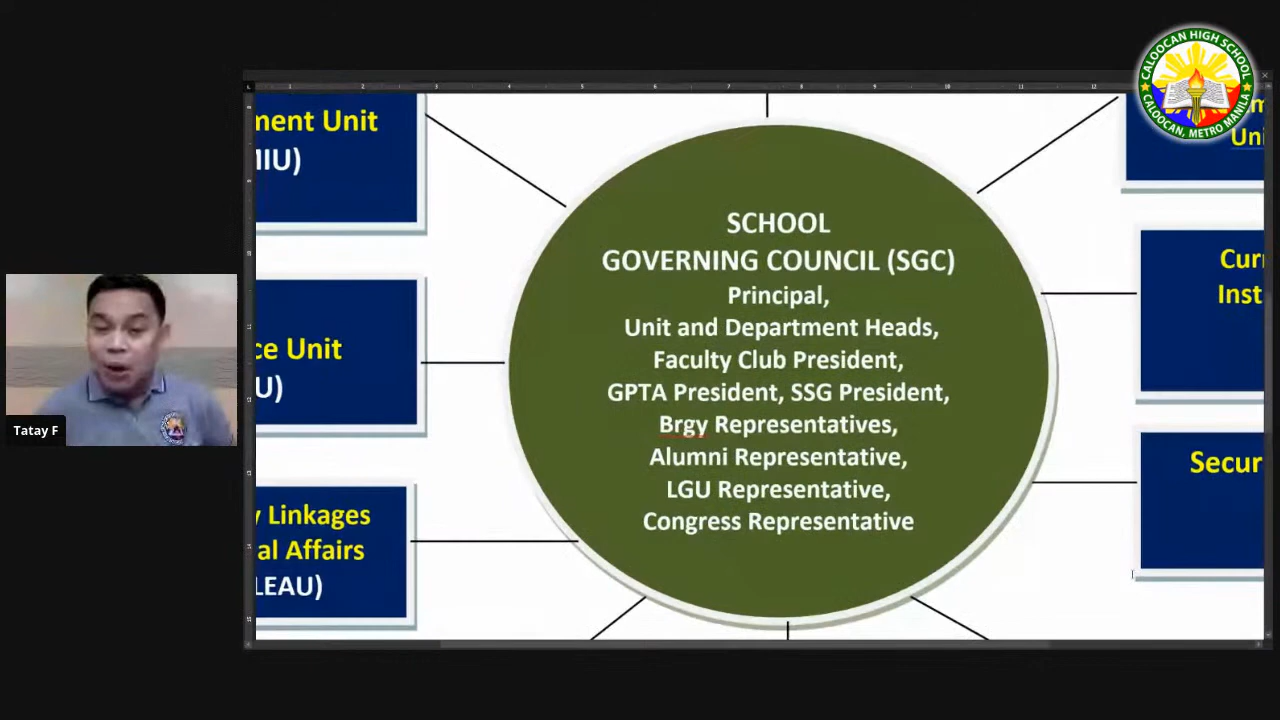 CALOOCAN HIGH SCHOOL
CALOOCAN, METRO MANILA
ment Unit
IIU)
ce Unit
U)
Linkages
al Affairs
LEAU)
SCHOOL
GOVERNING COUNCIL (SGC)
Principal,
Unit and Department Heads,
Faculty Club President,
GPTA President, SSG President,
Brgy Representatives,
Alumni Representative,
LGU Representative,
Congress Representative
Uni
Curr
Inst
Secur
Tatay F